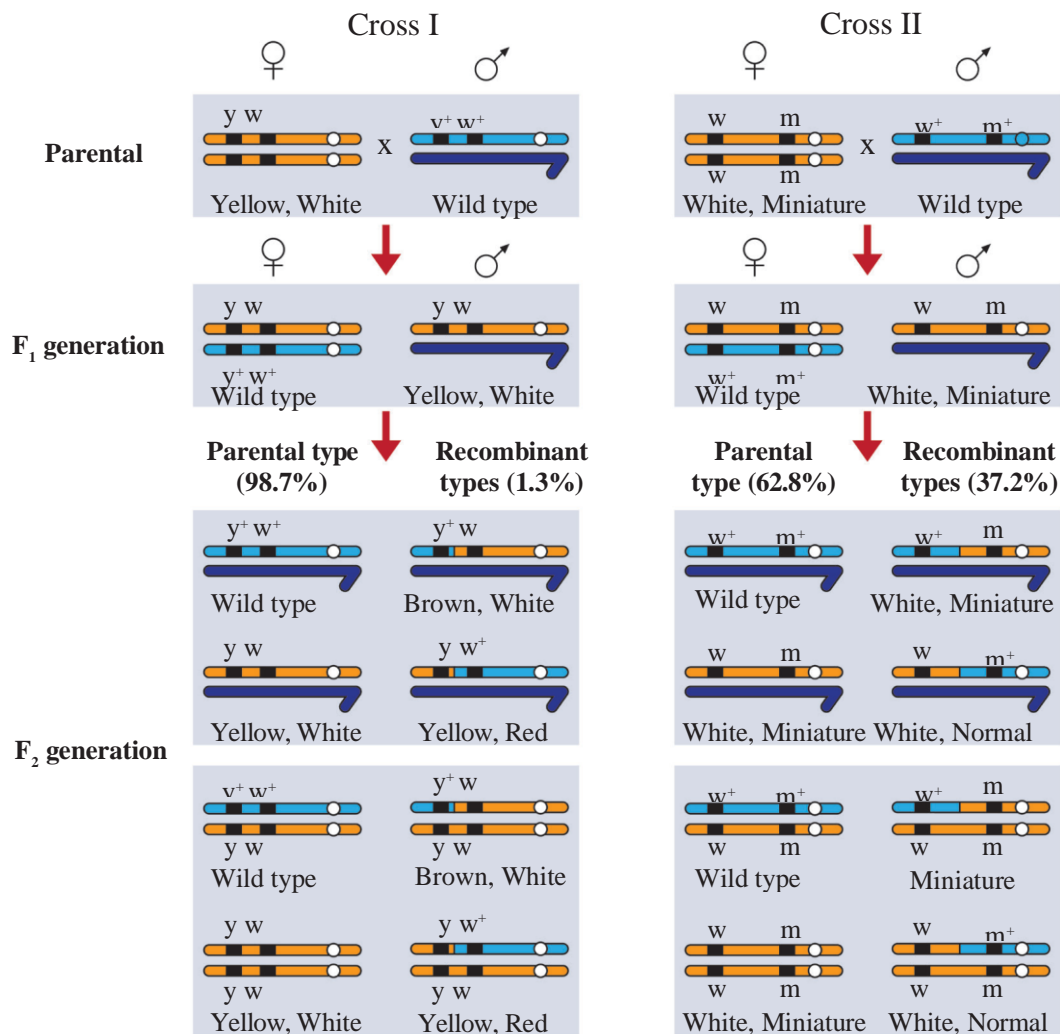 Cross I
Cross II
♀ ♂ ♀ ♂
Parental
y w
y+ w+
x
Yellow, White
Wild type
w m
w+ m+
x
w m
White, Miniature
Wild type
♀ ♂ ♀ ♂
F1 generation
y w
y w
y+ w+
Wild type
Yellow, White
w m
w m
w+ m+
Wild type
White, Miniature
Parental type
(98.7%)
Recombinant
types (1.3%)
Parental
type (62.8%)
Recombinant
types (37.2%)
F2 generation
y+ w+
y+ w
Wild type
Brown, White
y w
y w+
Yellow, White
Yellow, Red
w+ m+
w+ m
Wild type
White, Miniature
w m
w m+
White, Miniature
White, Normal
y+ w+
y+ w
y w
y w
Wild type
Brown, White
y w
y w+
y w
y w
Yellow, White
Yellow, Red
w+ m+
w+ m
w m
w m
Wild type
Miniature
w m
w m+
w m
w m
White, Miniature
White, Normal